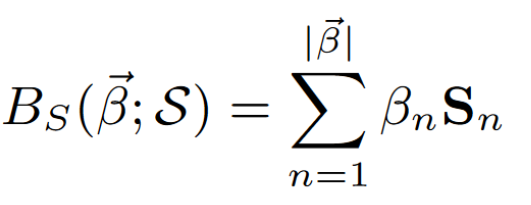 $B_S(\vec{\beta}; \mathcal{S}) = \sum_{n=1}^{|\vec{\beta}|} \beta_n \mathbf{S}_n$